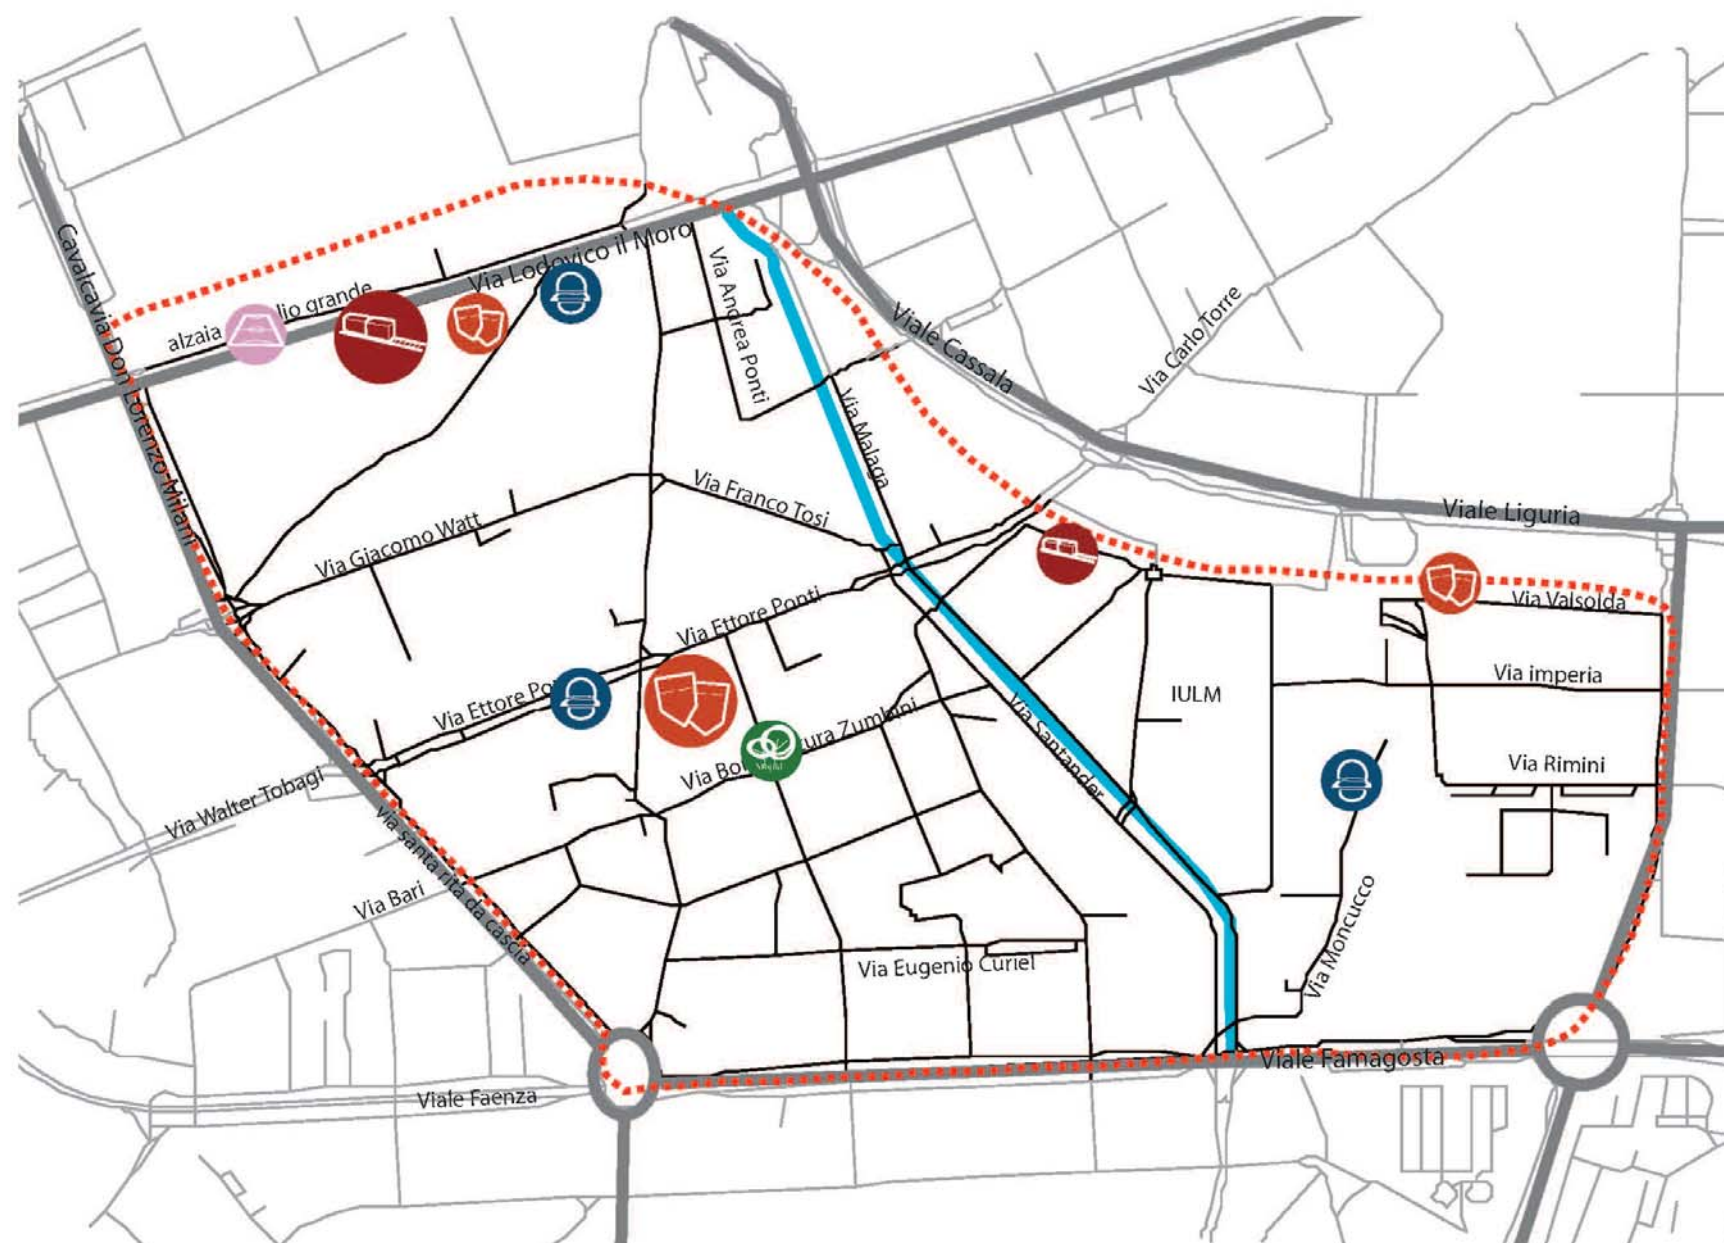 Via Lodovico il Moro
Cavalcavia Don Lorenzo Milani
lio grande
alzaia
Via Andrea Ponti
Viale Cassala
Via Carlo Torre
Via Malaga
Via Franco Tosi
Viale Liguria
Via Giacomo Watt
Via Ettore Ponti
Via Valsolda
Via imperia
IULM
Via Ettore Po
Via Santander
cura Zumbini
Via Bo
Via Rimini
Via Walter Tobagi
Via santa rita da cascia
Via Bari
Via Moncucco
Via Eugenio Curiel
Viale Famagosta
Viale Faenza